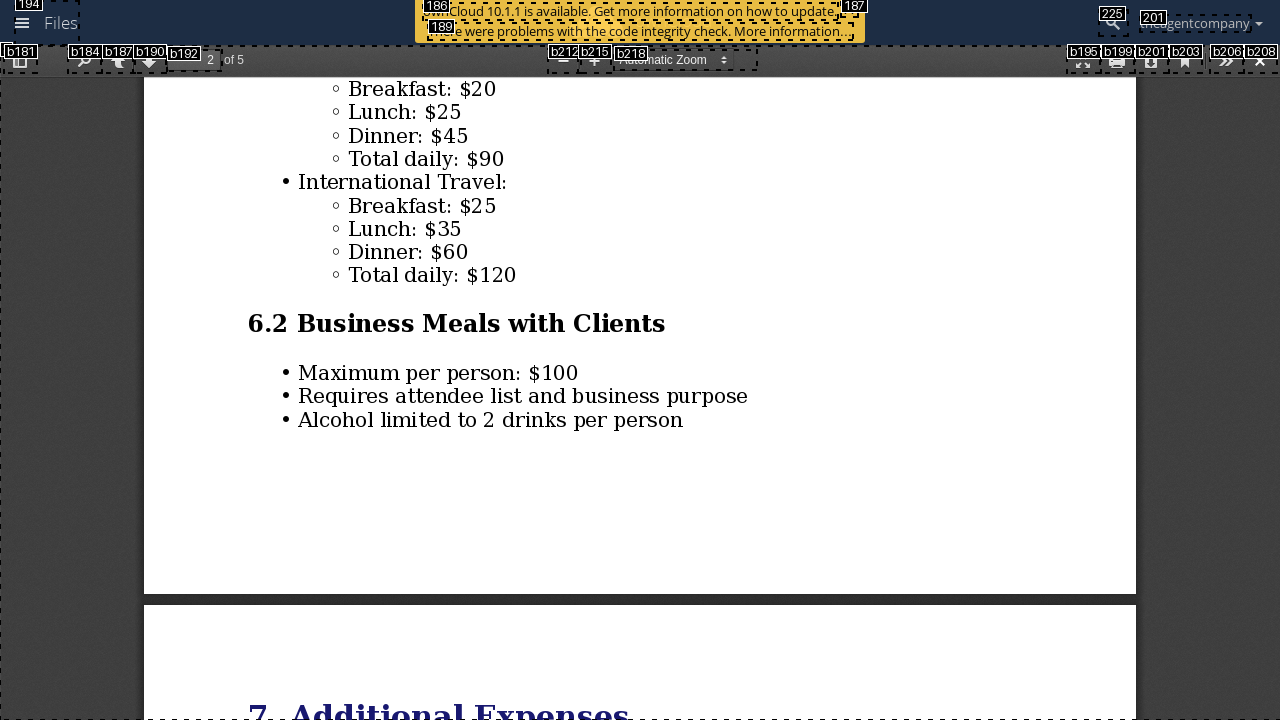 194
Files
186
ownCloud 10.1.1 is available. Get more information on how to update.
187
189
There were problems with the code integrity check. More information…
225
201
agentcompany
b181
b184
b187
b190
b192
2
of 5
b212
b215
b218
Automatic Zoom
b195
b199
b201
b203
b206
b208
◦ Breakfast: $20
◦ Lunch: $25
◦ Dinner: $45
◦ Total daily: $90
• International Travel:
◦ Breakfast: $25
◦ Lunch: $35
◦ Dinner: $60
◦ Total daily: $120
6.2 Business Meals with Clients
• Maximum per person: $100
• Requires attendee list and business purpose
• Alcohol limited to 2 drinks per person
7. Additional Expenses